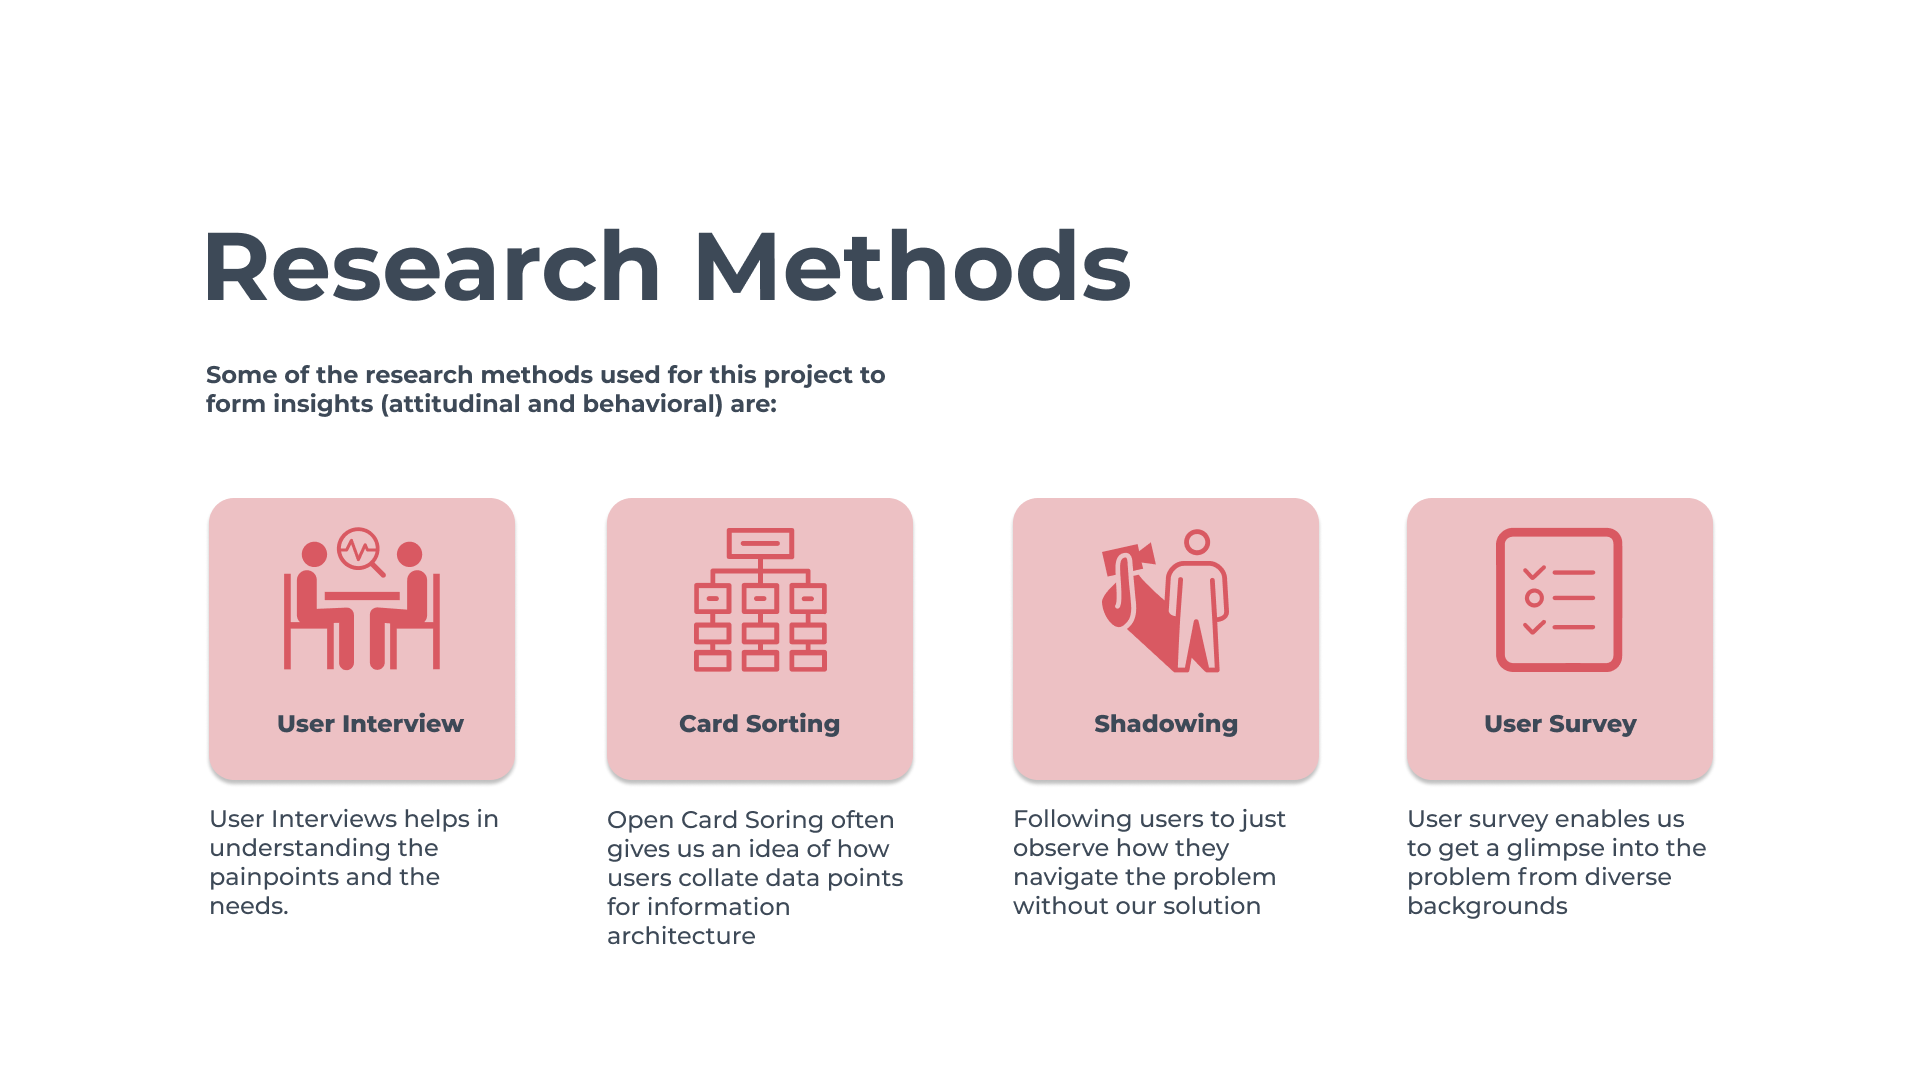 Research Methods
Some of the research methods used for this project to
form insights (attitudinal and behavioral) are:
User Interview
User Interviews helps in
understanding the
painpoints and the
needs.
Card Sorting
Open Card Soring often
gives us an idea of how
users collate data points
for information
architecture
Shadowing
Following users to just
observe how they
navigate the problem
without our solution
User Survey
User survey enables us
to get a glimpse into the
problem from diverse
backgrounds